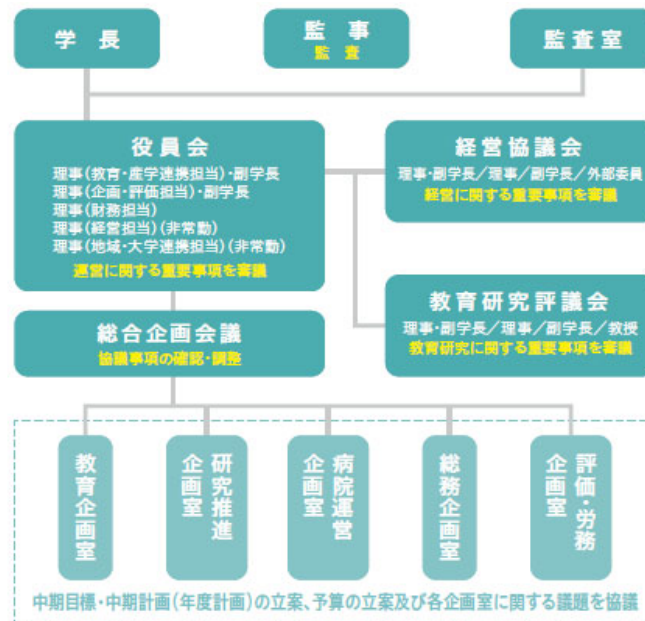 学長
監事
監査
監査室
役員会
理事(教育・産学連携担当)・副学長
理事(企画・評価担当)・副学長
理事(財務担当)
理事(経営担当)(非常勤)
理事(地域・大学連携担当)(非常勤)
運営に関する重要事項を審議
経営協議会
理事・副学長／理事／副学長／外部委員
経営に関する重要事項を審議
教育研究評議会
理事・副学長／理事／副学長／教授
教育研究に関する重要事項を審議
総合企画会議
協議事項の確認・調整
教育企画室
研究推進
企画室
病院運営
企画室
総務企画室
評価・労務
企画室
中期目標・中期計画(年度計画)の立案、予算の立案及び各企画室に関する議題を協議